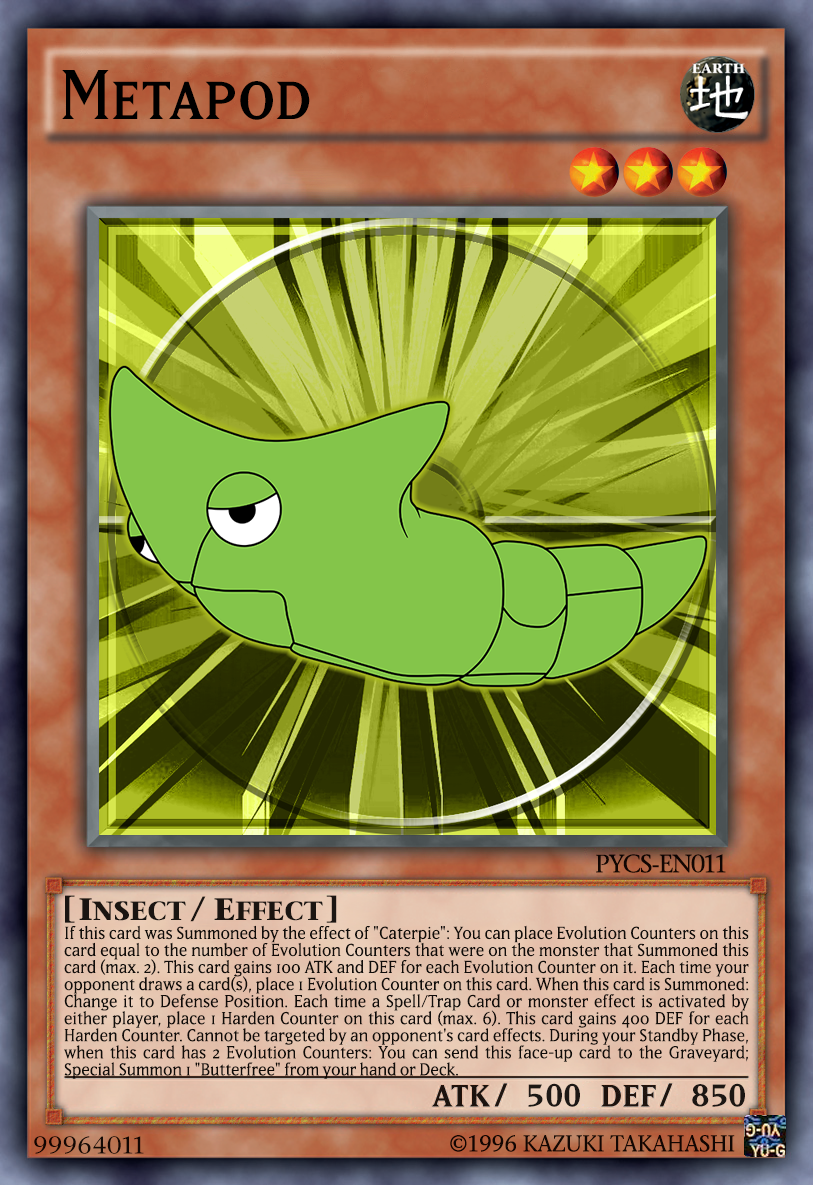 METAPOD
EARTH
地
PYCS-EN011
[INSECT / EFFECT]
If this card was Summoned by the effect of "Caterpie": You can place Evolution Counters on this
card equal to the number of Evolution Counters that were on the monster that Summoned this
card (max. 2). This card gains 100 ATK and DEF for each Evolution Counter on it. Each time your
opponent draws a card(s), place 1 Evolution Counter on this card. When this card is Summoned:
Change it to Defense Position. Each time a Spell/Trap Card or monster effect is activated by
either player, place 1 Harden Counter on this card (max. 6). This card gains 400 DEF for each
Harden Counter. Cannot be targeted by an opponent's card effects. During your Standby Phase,
when this card has 2 Evolution Counters: You can send this face-up card to the Graveyard;
Special Summon 1 "Butterfree" from your hand or Deck.
ATK/ 500 DEF/ 850
99964011 ©1996 KAZUKI TAKAHASHI